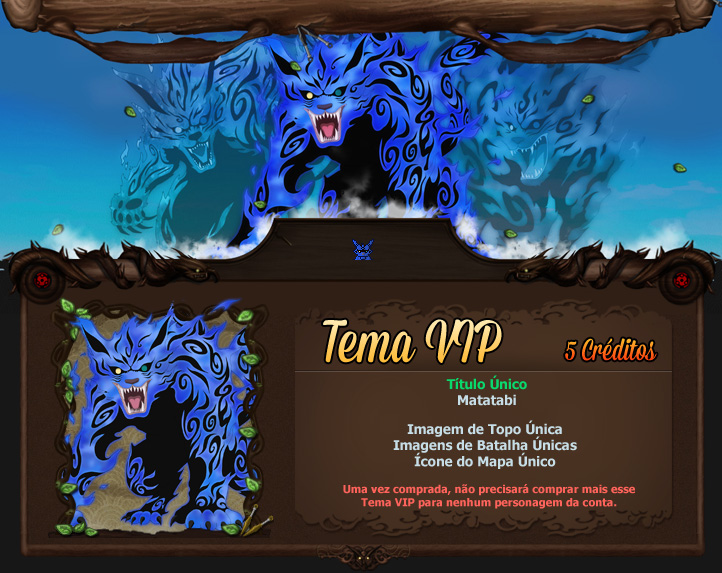 Tema VIP
5 Créditos
Título Único
Matatabi
Imagem de Topo Única
Imagens de Batalha Únicas
Ícone do Mapa Único
Uma vez comprada, não precisará comprar mais esse
Tema VIP para nenhum personagem da conta.